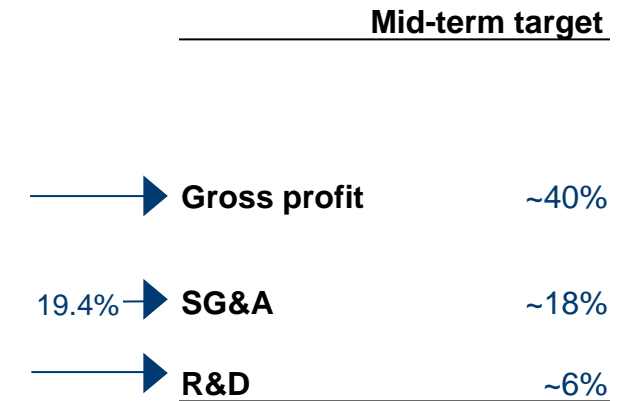 Mid-term target
Gross profit ~40%
19.4% SG&A ~18%
R&D ~6%